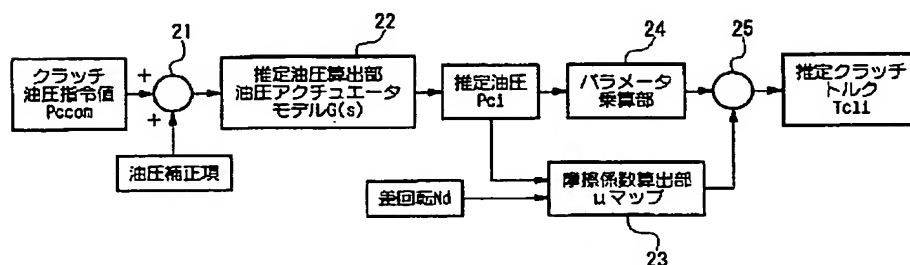 21
22
24
25
クラッチ
油圧指令値
Pccom
+
+
推定油圧算出部
油圧アクチュエータ
モデルG(s)
推定油圧
Pcl
パラメータ
乗算部
推定クラッチ
トルク
Tcl1
油圧補正項
差回転Nd
摩擦係数算出部
μマップ
23